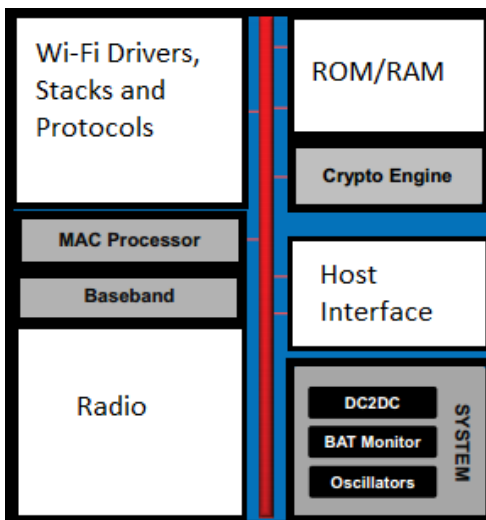 Wi-Fi Drivers,
Stacks and
Protocols
MAC Processor
Baseband
Radio
ROM/RAM
Crypto Engine
Host
Interface
DC2DC
BAT Monitor
Oscillators
SYSTEM